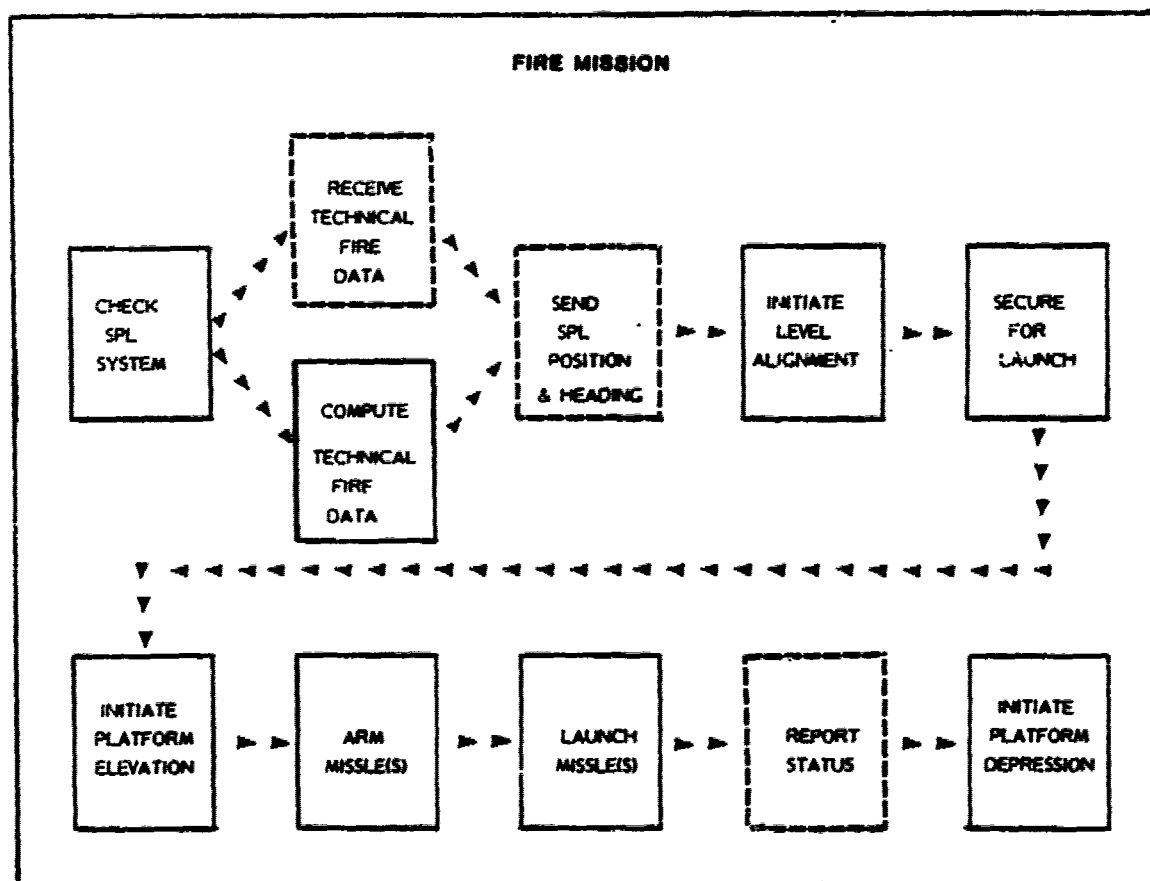 FIRE MISSION
CHECK
SPL
SYSTEM
RECEIVE
TECHNICAL
FIRE
DATA
COMPUTE
TECHNICAL
FIRE
DATA
SEND
SPL
POSITION
& HEADING
INITIATE
LEVEL
ALIGNMENT
SECURE
FOR
LAUNCH
INITIATE
PLATFORM
ELEVATION
ARM
MISSLE(S)
LAUNCH
MISSLE(S)
REPORT
STATUS
INITIATE
PLATFORM
DEPRESSION